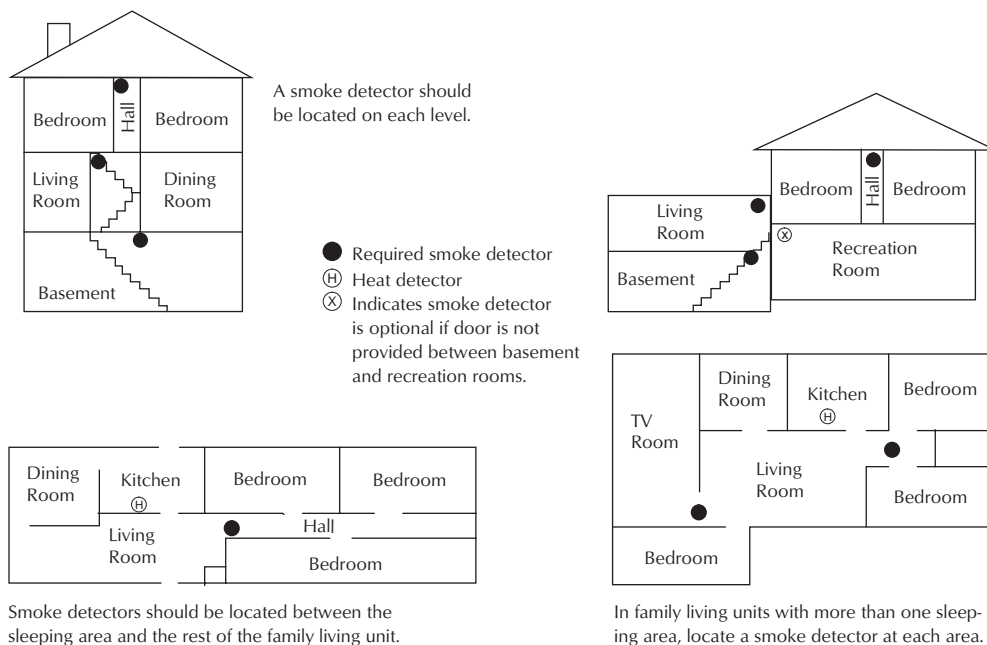 A smoke detector should
be located on each level.
Bedroom
Hall
Bedroom
Living
Room
Dining
Room
Basement
Required smoke detector
H Heat detector
X Indicates smoke detector
is optional if door is not
provided between basement
and recreation rooms.
Bedroom
Hall
Bedroom
Living
Room
X
Recreation
Room
Basement
Dining
Room
Kitchen
H
Bedroom
Bedroom
Living
Room
Hall
Bedroom
Smoke detectors should be located between the
sleeping area and the rest of the family living unit.
TV
Room
Dining
Room
Kitchen
H
Bedroom
Living
Room
Bedroom
Bedroom
In family living units with more than one sleep-
ing area, locate a smoke detector at each area.